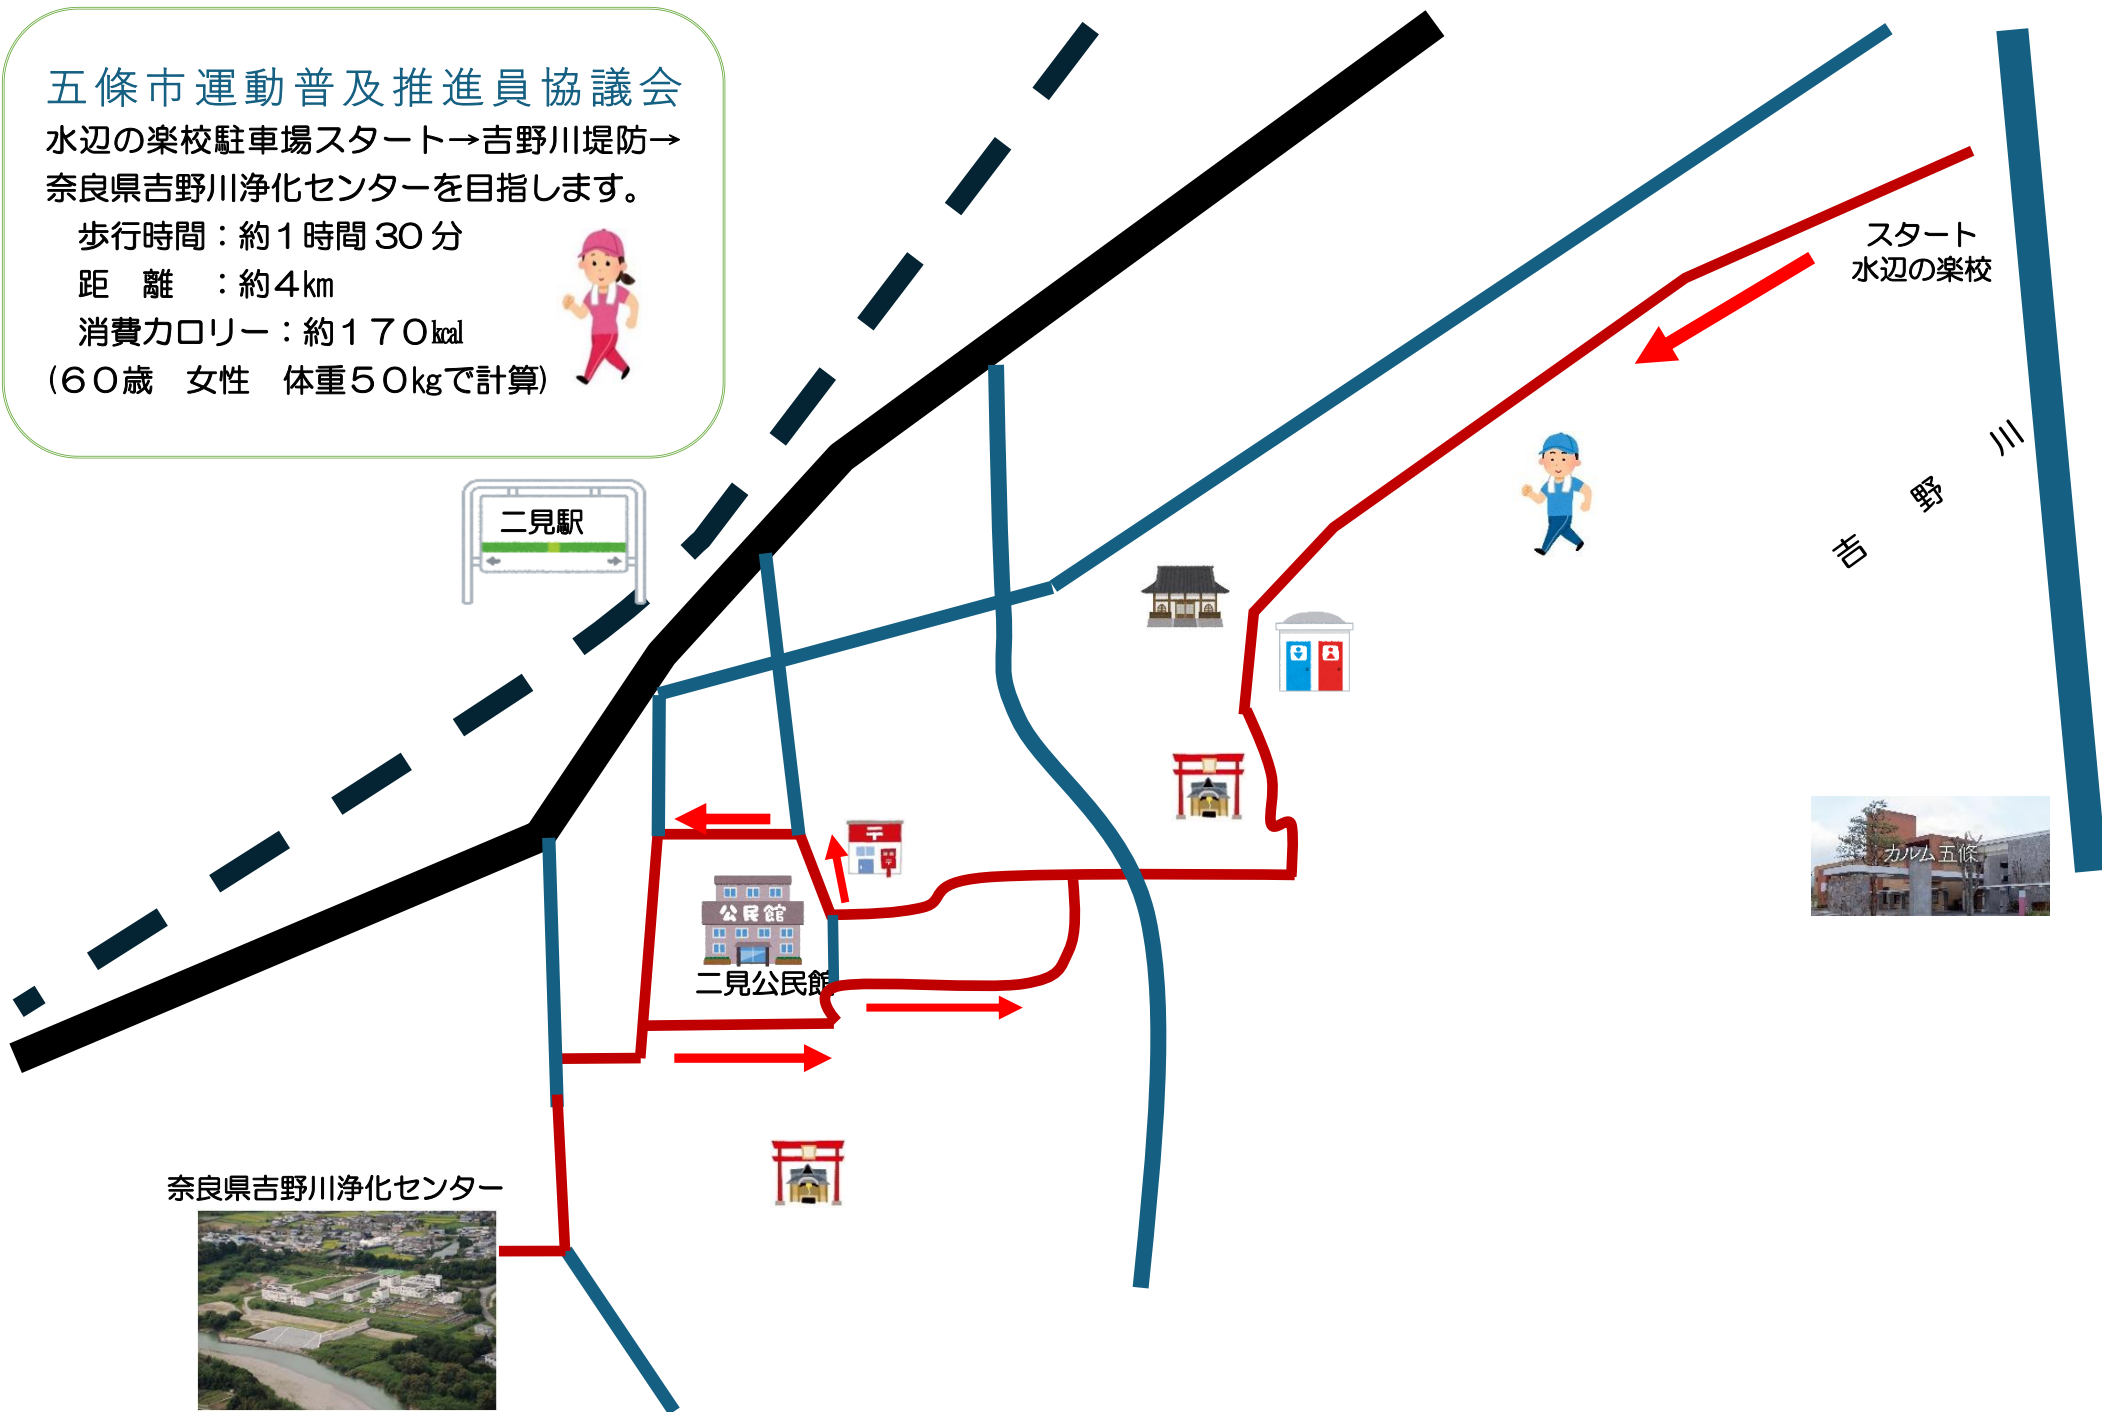 五條市運動普及推進員協議会
水辺の楽校駐車場スタート→吉野川堤防→
奈良県吉野川浄化センターを目指します。
歩行時間：約１時間30分
距　離　：約４㎞
消費カロリー：約１７０㎉
(６０歳　女性　体重５０㎏で計算)
スタート
水辺の楽校
吉野川
二見駅
〒
公民館
二見公民館
カルム五條
奈良県吉野川浄化センター